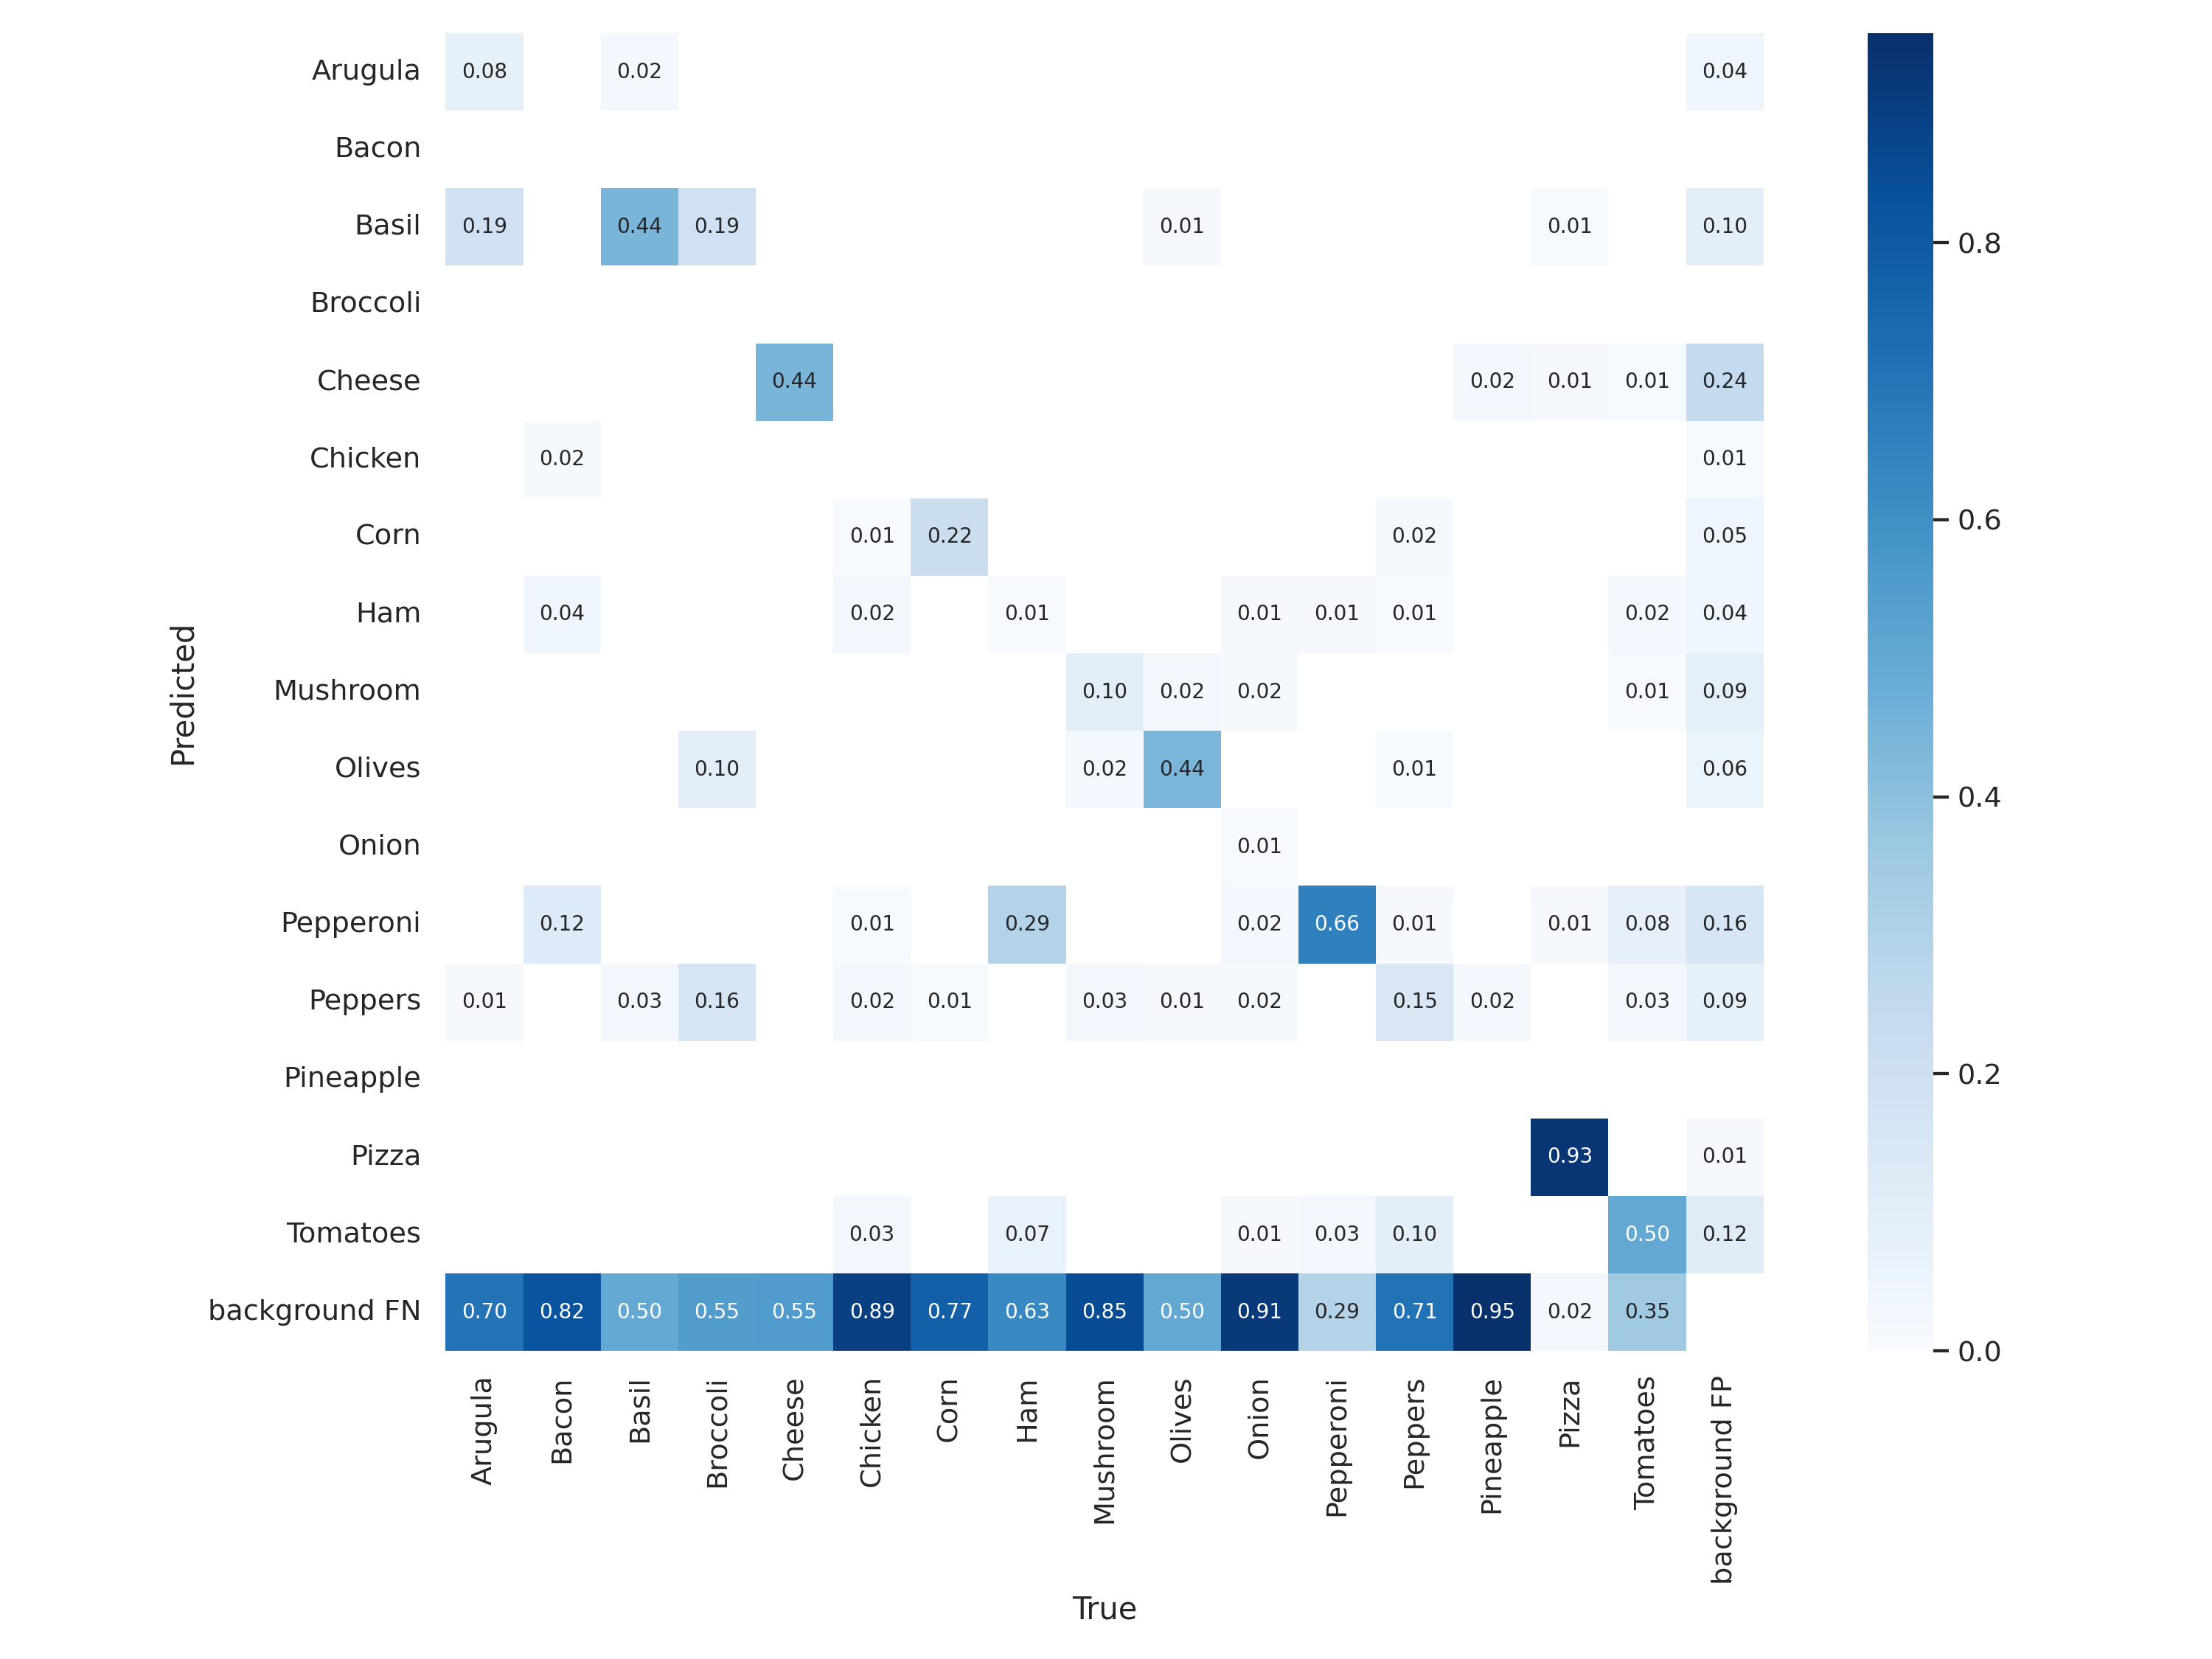 Arugula 0.08 0.02 0.04
Bacon
Basil 0.19 0.44 0.19 0.01 0.01 0.10
0.8
Broccoli
Cheese 0.44 0.02 0.01 0.01 0.24
Chicken 0.02 0.01
0.6
Corn 0.01 0.22 0.02 0.05
Ham 0.04 0.02 0.01 0.01 0.01 0.01 0.02 0.04
Predicted
Mushroom 0.10 0.02 0.02 0.01 0.09
Olives 0.10 0.02 0.44 0.01 0.06
0.4
Onion 0.01
Pepperoni 0.12 0.01 0.29 0.02 0.66 0.01 0.01 0.08 0.16
Peppers 0.01 0.03 0.16 0.02 0.01 0.03 0.01 0.02 0.15 0.02 0.03 0.09
0.2
Pineapple
Pizza 0.93 0.01
Tomatoes 0.03 0.07 0.01 0.03 0.10 0.50 0.12
background FN 0.70 0.82 0.50 0.55 0.55 0.89 0.77 0.63 0.85 0.50 0.91 0.29 0.71 0.95 0.02 0.35
0.0
Arugula
Bacon
Basil
Broccoli
Cheese
Chicken
Corn
Ham
Mushroom
Olives
Onion
Pepperoni
Peppers
Pineapple
Pizza
Tomatoes
background FP
True